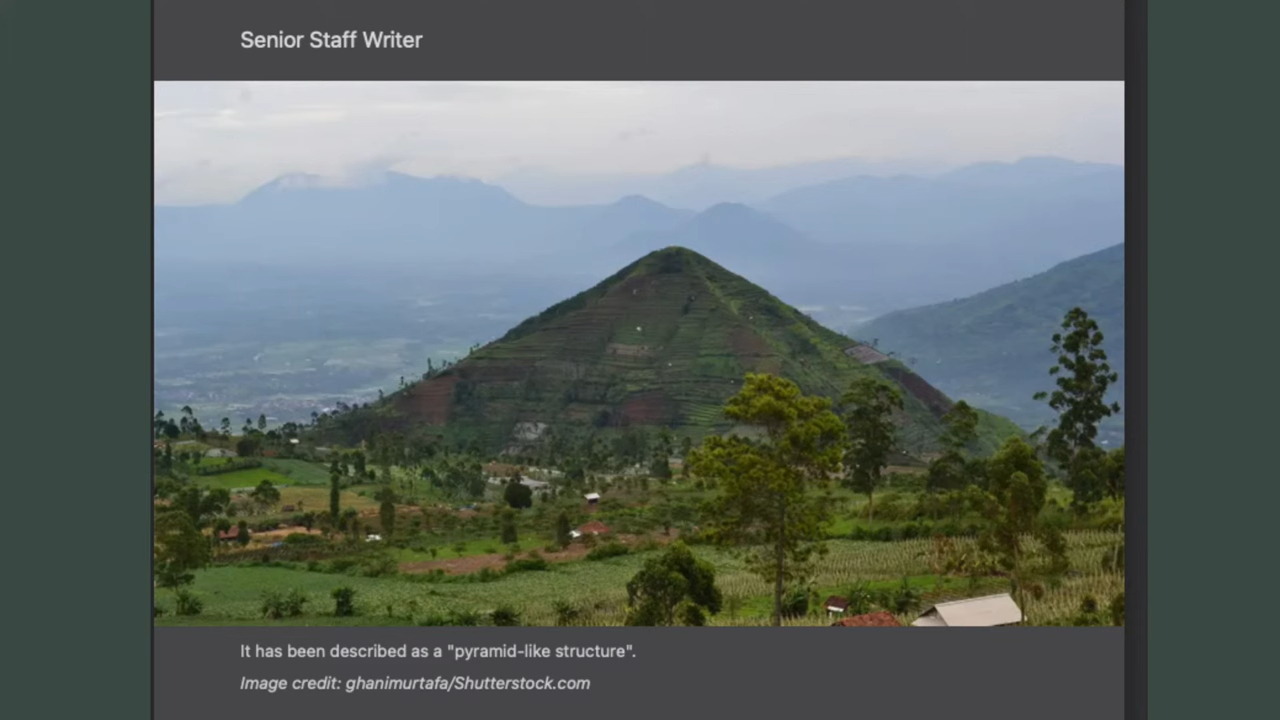 Senior Staff Writer
It has been described as a "pyramid-like structure".
Image credit: ghanimurtafa/Shutterstock.com